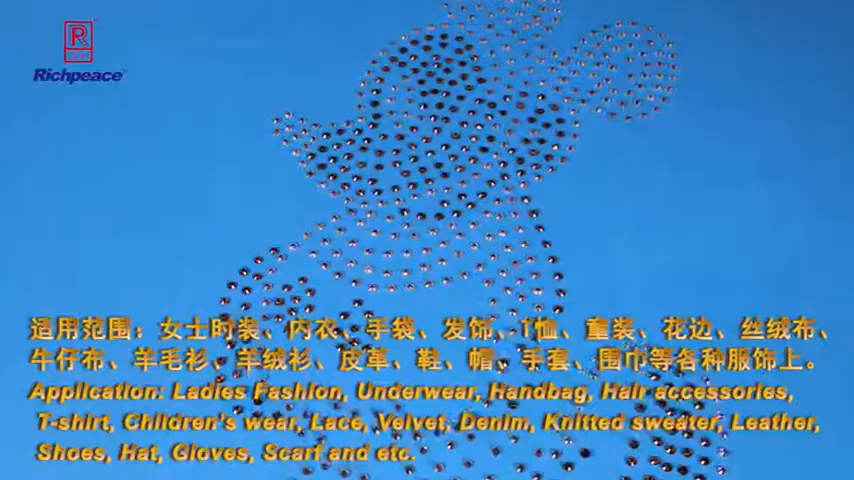 R
Richpeace
适用范围：女士时装、内衣、手袋、发饰、T恤、童装、花边、丝绒布、
牛仔布、羊毛衫、羊绒衫、皮革、鞋、帽、手套、围巾等各种服饰上。
Application: Ladies Fashion, Underwear, Handbag, Hair accessories,
T-shirt, Children's wear, Lace, Velvet, Denim, Knitted sweater, Leather,
Shoes, Hat, Gloves, Scarf and etc.